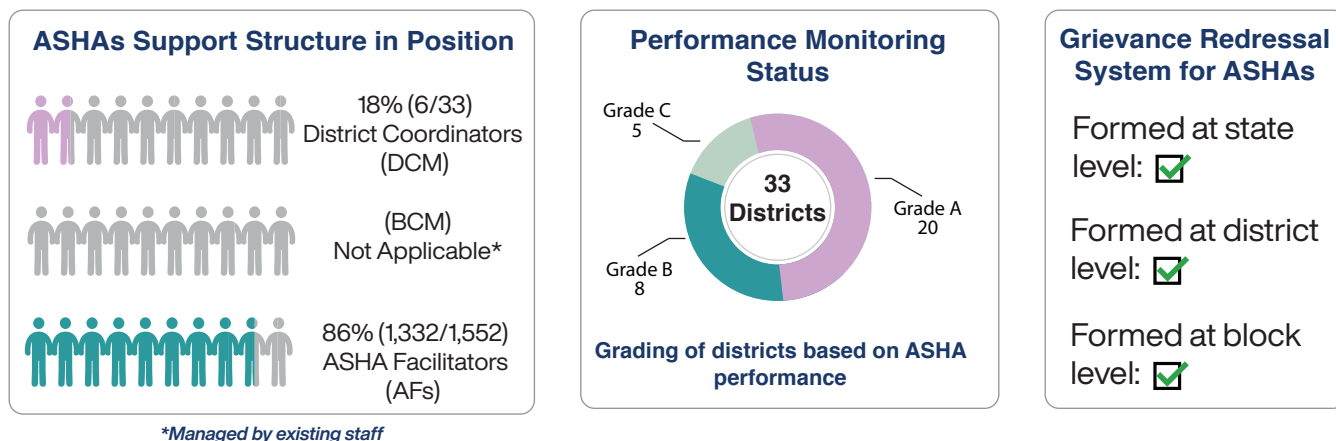 ASHAs Support Structure in Position
18% (6/33)
District Coordinators
(DCM)
(BCM)
Not Applicable*
86% (1,332/1,552)
ASHA Facilitators
(AFs)
*Managed by existing staff
Performance Monitoring
Status
Grade C
5
33
Districts
Grade A
20
Grade B
8
Grading of districts based on ASHA
performance
Grievance Redressal
System for ASHAs
Formed at state
level:
Formed at district
level:
Formed at block
level: